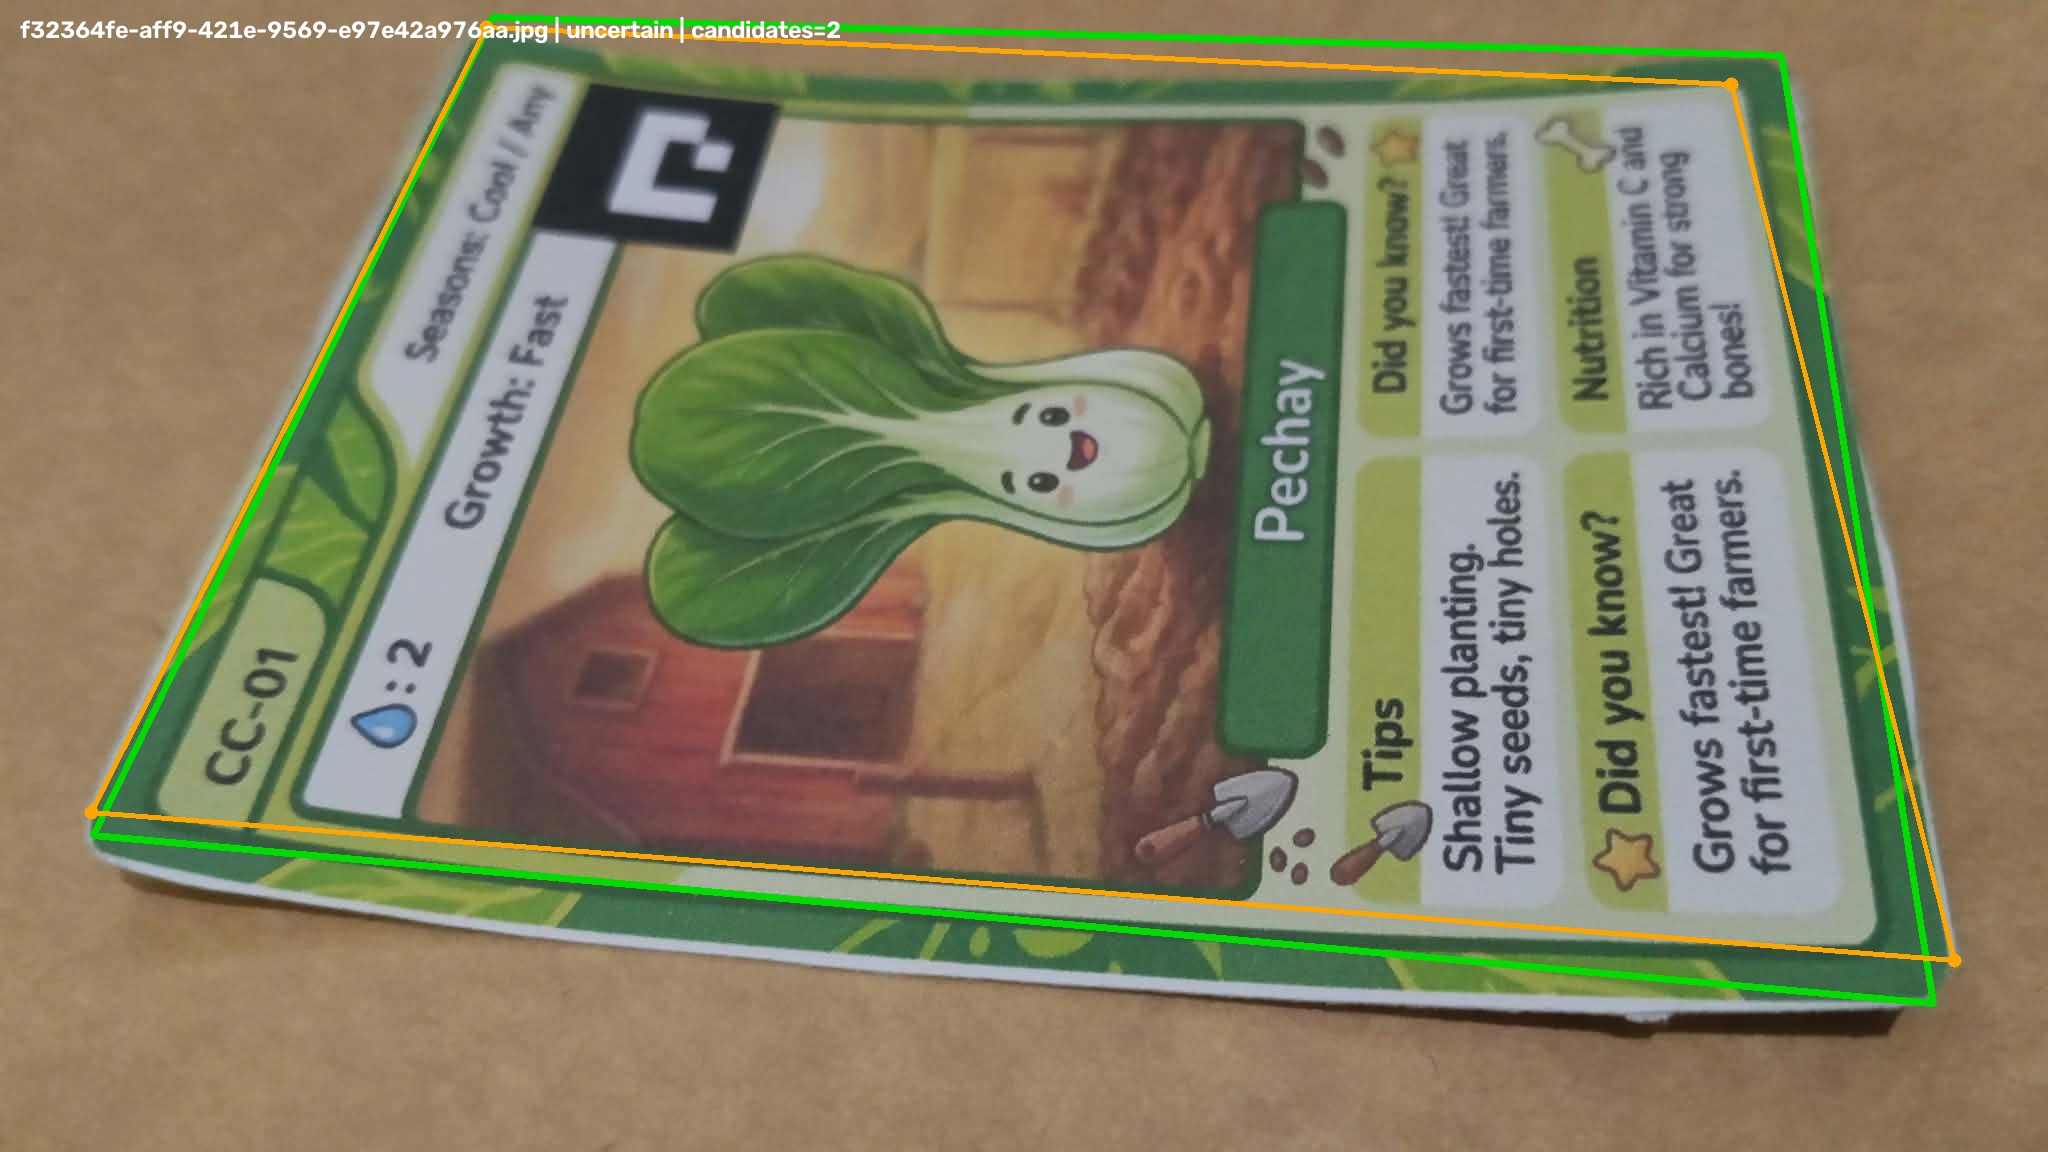 f32364fe-aff9-421e-9569-e97e42a976aa.jpg | uncertain | candidates=2
CC-01
Seasons: Cool / Any
: 2
Growth: Fast
Pechay
Tips
Shallow planting.
Tiny seeds, tiny holes.
Did you know?
Grows fastest! Great
for first-time farmers.
Did you know?
Grows fastest! Great
for first-time farmers.
Nutrition
Rich in Vitamin C and
Calcium for strong
bones!